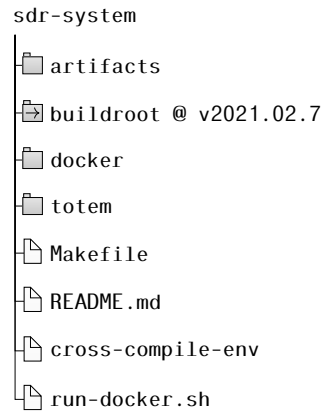 sdr-system
artifacts
buildroot @ v2021.02.7
docker
totem
Makefile
README.md
cross-compile-env
run-docker.sh